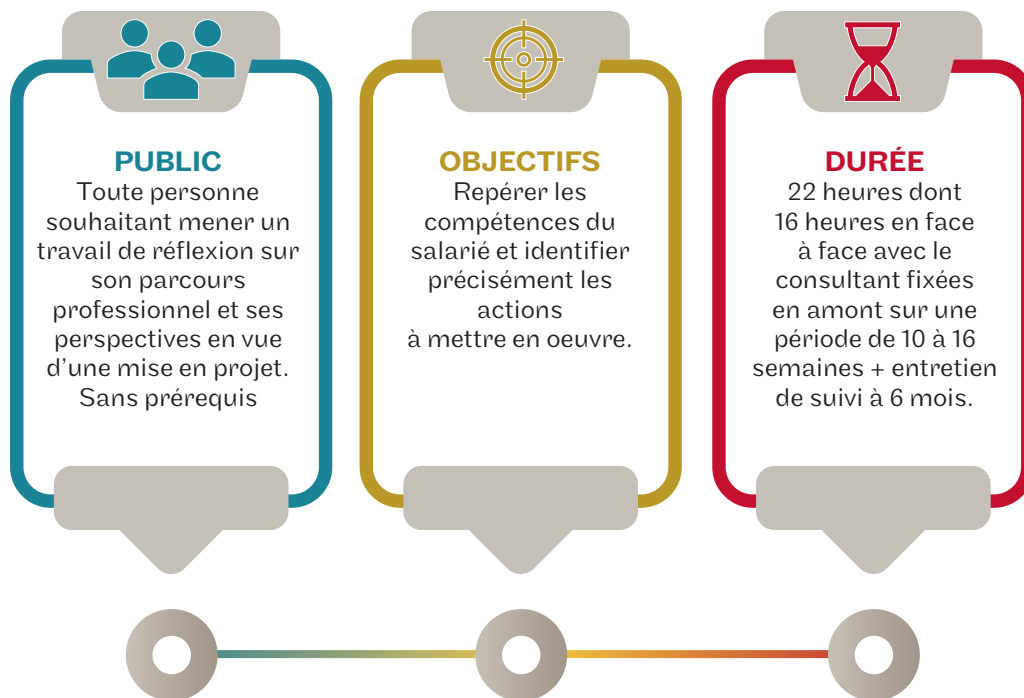 PUBLIC
Toute personne
souhaitant mener un
travail de réflexion sur
son parcours
professionnel et ses
perspectives en vue
d’une mise en projet.
Sans prérequis
OBJECTIFS
Repérer les
compétences du
salarié et identifier
précisément les
actions
à mettre en oeuvre.
DURÉE
22 heures dont
16 heures en face
à face avec le
consultant fixées
en amont sur une
période de 10 à 16
semaines + entretien
de suivi à 6 mois.